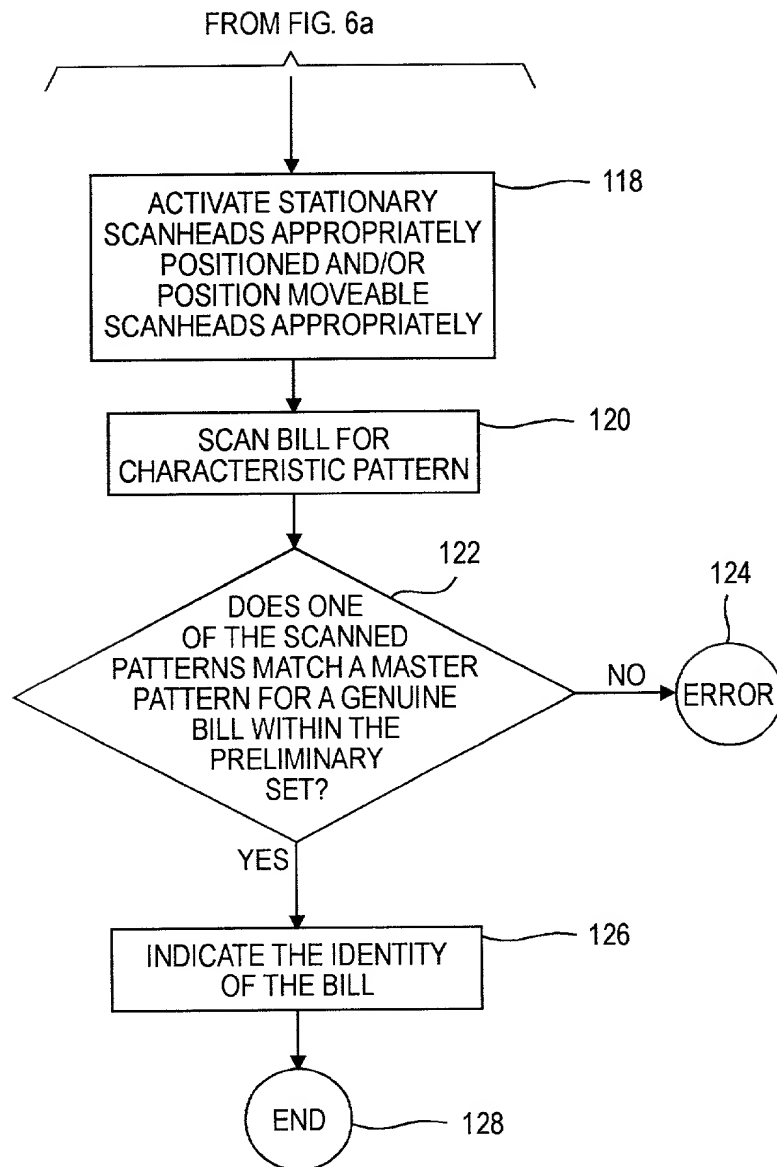 FROM FIG. 6a
118
ACTIVATE STATIONARY
SCANHEADS APPROPRIATELY
POSITIONED AND/OR
POSITION MOVEABLE
SCANHEADS APPROPRIATELY
120
SCAN BILL FOR
CHARACTERISTIC PATTERN
122
124
DOES ONE
OF THE SCANNED
PATTERNS MATCH A MASTER
PATTERN FOR A GENUINE
BILL WITHIN THE
PRELIMINARY
SET?
NO
ERROR
YES
126
INDICATE THE IDENTITY
OF THE BILL
END
128